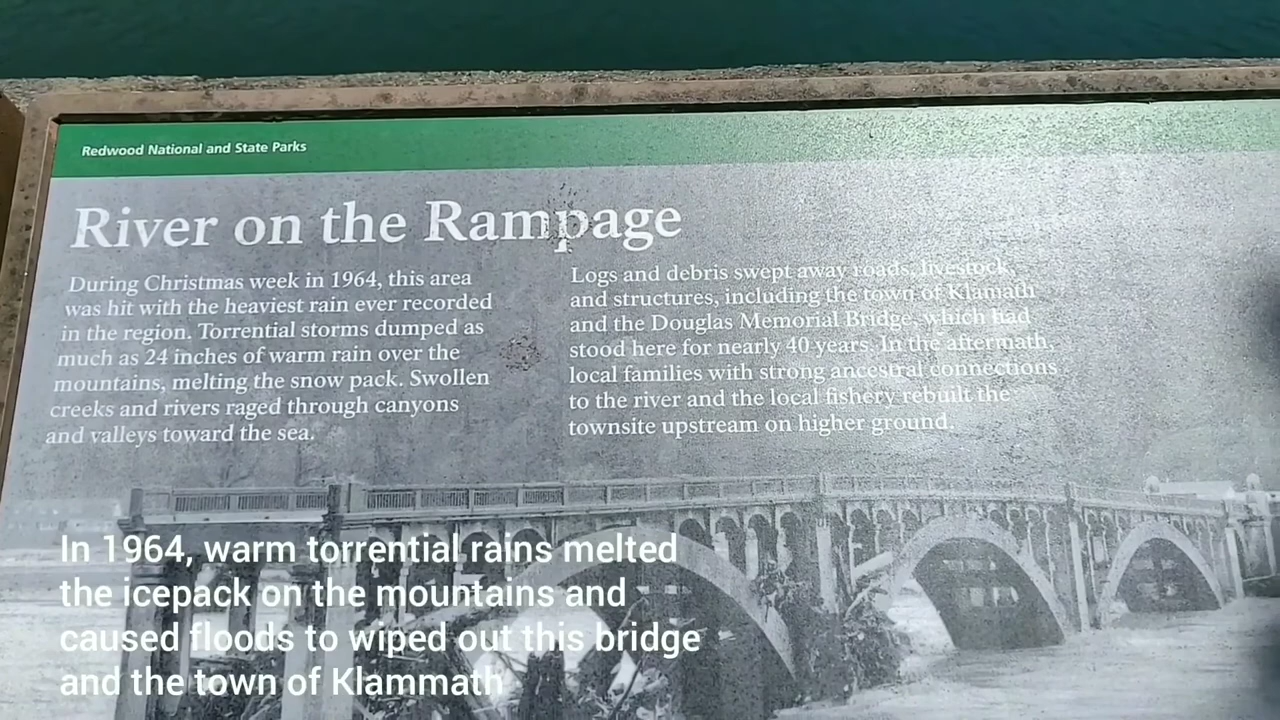 Redwood National and State Parks
River on the Rampage
During Christmas week in 1964, this area
was hit with the heaviest rain ever recorded
in the region. Torrential storms dumped as
much as 24 inches of warm rain over the
mountains, melting the snow pack. Swollen
creeks and rivers raged through canyons
and valleys toward the sea.
Logs and debris swept away roads, livestock,
and structures, including the town of Klamath
and the Douglas Memorial Bridge, which had
stood here for nearly 40 years. In the aftermath,
local families with strong ancestral connections
to the river and the local fishery rebuilt the
townsite upstream on higher ground.
In 1964, warm torrential rains melted
the icepack on the mountains and
caused floods to wiped out this bridge
and the town of Klammath